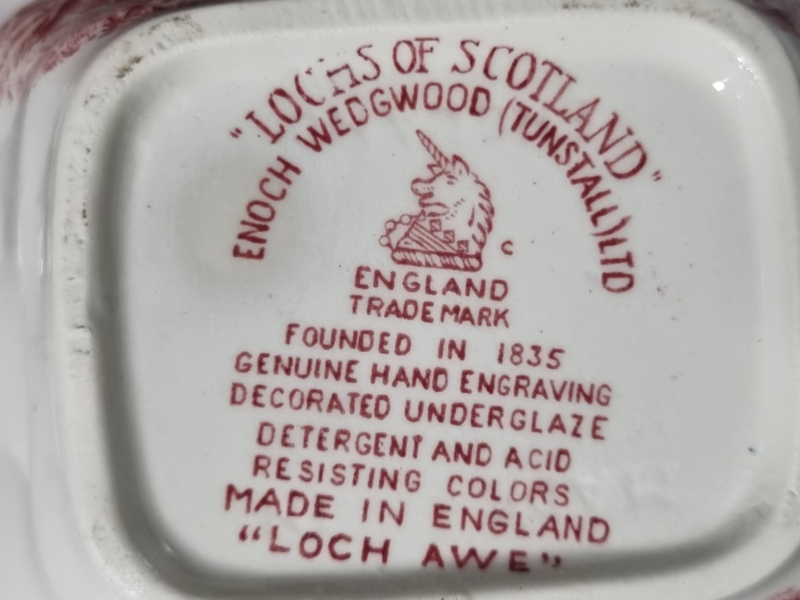 "LOCHS OF SCOTLAND"
ENOCH WEDGWOOD (TUNSTALL) LTD
C
ENGLAND
TRADEMARK
FOUNDED IN 1835
GENUINE HAND ENGRAVING
DECORATED UNDERGLAZE
DETERGENT AND ACID
RESISTING COLORS
MADE IN ENGLAND
"LOCH AWE"